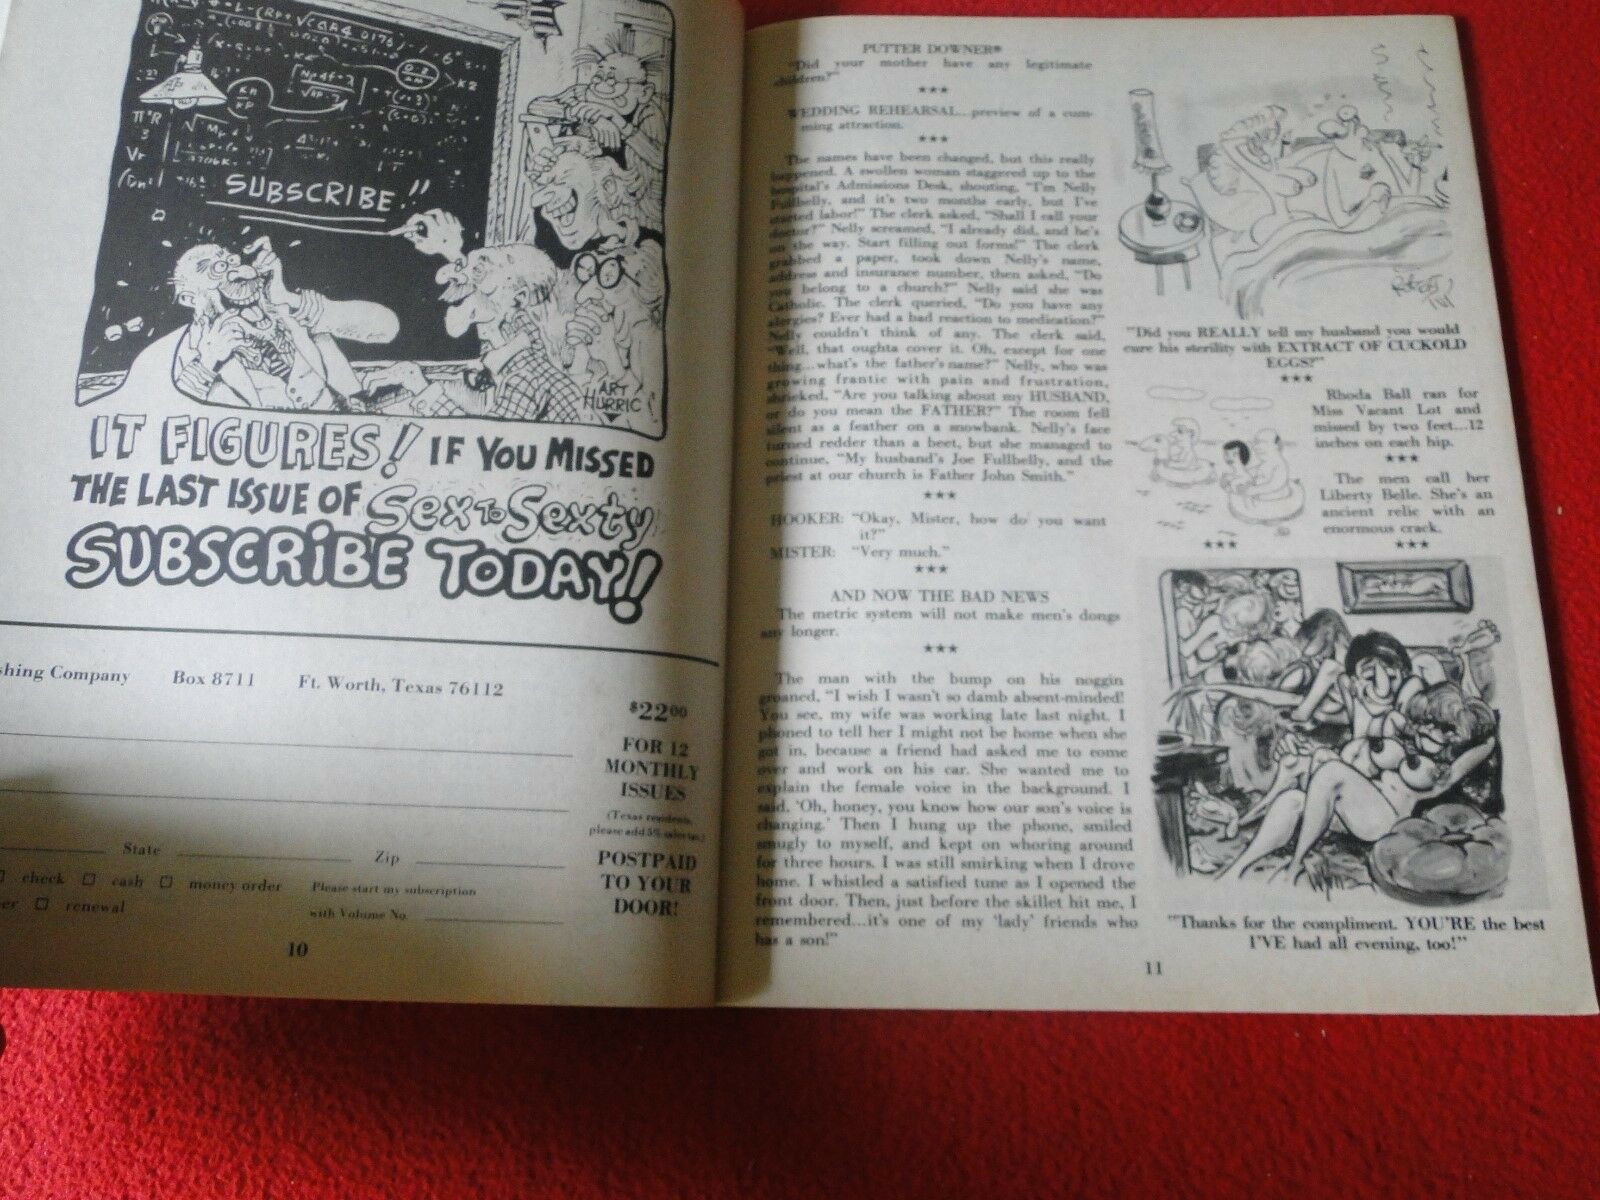 SUBSCRIBE!!
ART
HURRIC
IT FIGURES! IF YOU MISSED
THE LAST ISSUE OF Sex To Sexty
SUBSCRIBE TODAY!!
shing Company Box 8711 Ft. Worth, Texas 76112
$22.00
FOR 12
MONTHLY
ISSUES
(Texas residents,
please add 5% sales tax.)
POSTPAID
TO YOUR
DOOR!
State Zip
check cash money order Please start my subscription
renewal with Volume No.
10
PUTTER DOWNER®
"Did your mother have any legitimate
children?"
***
WEDDING REHEARSAL...preview of a cum-
ming attraction.
***
The names have been changed, but this really
happened. A swollen woman staggered up to the
hospital's Admissions Desk, shouting, "I'm Nelly
Fullbelly, and it's two months early, but I've
started labor!" The clerk asked, "Shall I call your
doctor?" Nelly screamed, "I already did, and he's
on the way. Start filling out forms!" The clerk
grabbed a paper, took down Nelly's name,
address and insurance number, then asked, "Do
you belong to a church?" Nelly said she was
Catholic. The clerk queried, "Do you have any
alergies? Ever had a bad reaction to medication?"
Nelly couldn't think of any. The clerk said,
"Well, that oughta cover it. Oh, except for one
thing...what's the father's name?" Nelly, who was
growing frantic with pain and frustration,
shrieked, "Are you talking about my HUSBAND,
or do you mean the FATHER?" The room fell
silent as a feather on a snowbank. Nelly's face
turned redder than a beet, but she managed to
continue, "My husband's Joe Fullbelly, and the
priest at our church is Father John Smith."
***
HOOKER: "Okay, Mister, how do you want
it?"
MISTER: "Very much."
***
AND NOW THE BAD NEWS
The metric system will not make men's dongs
any longer.
***
The man with the bump on his noggin
groaned, "I wish I wasn't so damb absent-minded!
You see, my wife was working late last night. I
phoned to tell her I might not be home when she
got in, because a friend had asked me to come
over and work on his car. She wanted me to
explain the female voice in the background. I
said, 'Oh, honey, you know how our son's voice is
changing.' Then I hung up the phone, smiled
smugly to myself, and kept on whoring around
for three hours. I was still smirking when I drove
home. I whistled a satisfied tune as I opened the
front door. Then, just before the skillet hit me, I
remembered...it's one of my 'lady' friends who
has a son!"
"Did you REALLY tell my husband you would
cure his sterility with EXTRACT OF CUCKOLD
EGGS?"
***
Rhoda Ball ran for
Miss Vacant Lot and
missed by two feet...12
inches on each hip.
***
The men call her
Liberty Belle. She's an
ancient relic with an
enormous crack.
*** ***
"Thanks for the compliment. YOU'RE the best
I'VE had all evening, too!"
11